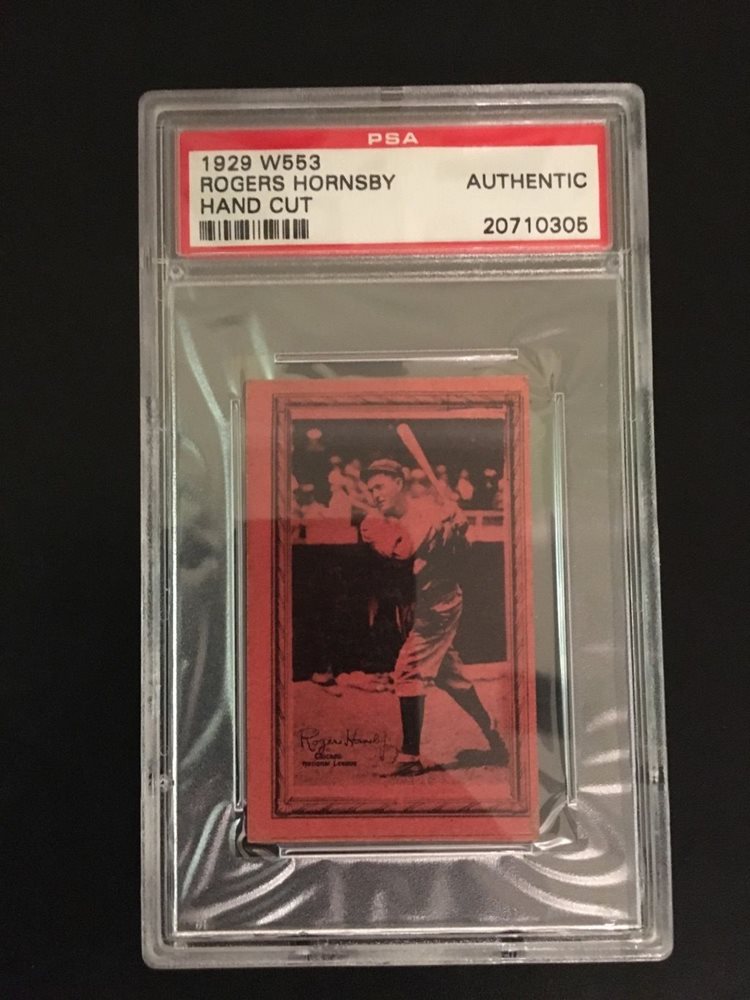 PSA
1929 W553
ROGERS HORNSBY AUTHENTIC
HAND CUT
20710305
Rogers Hornsby
Chicago
National League